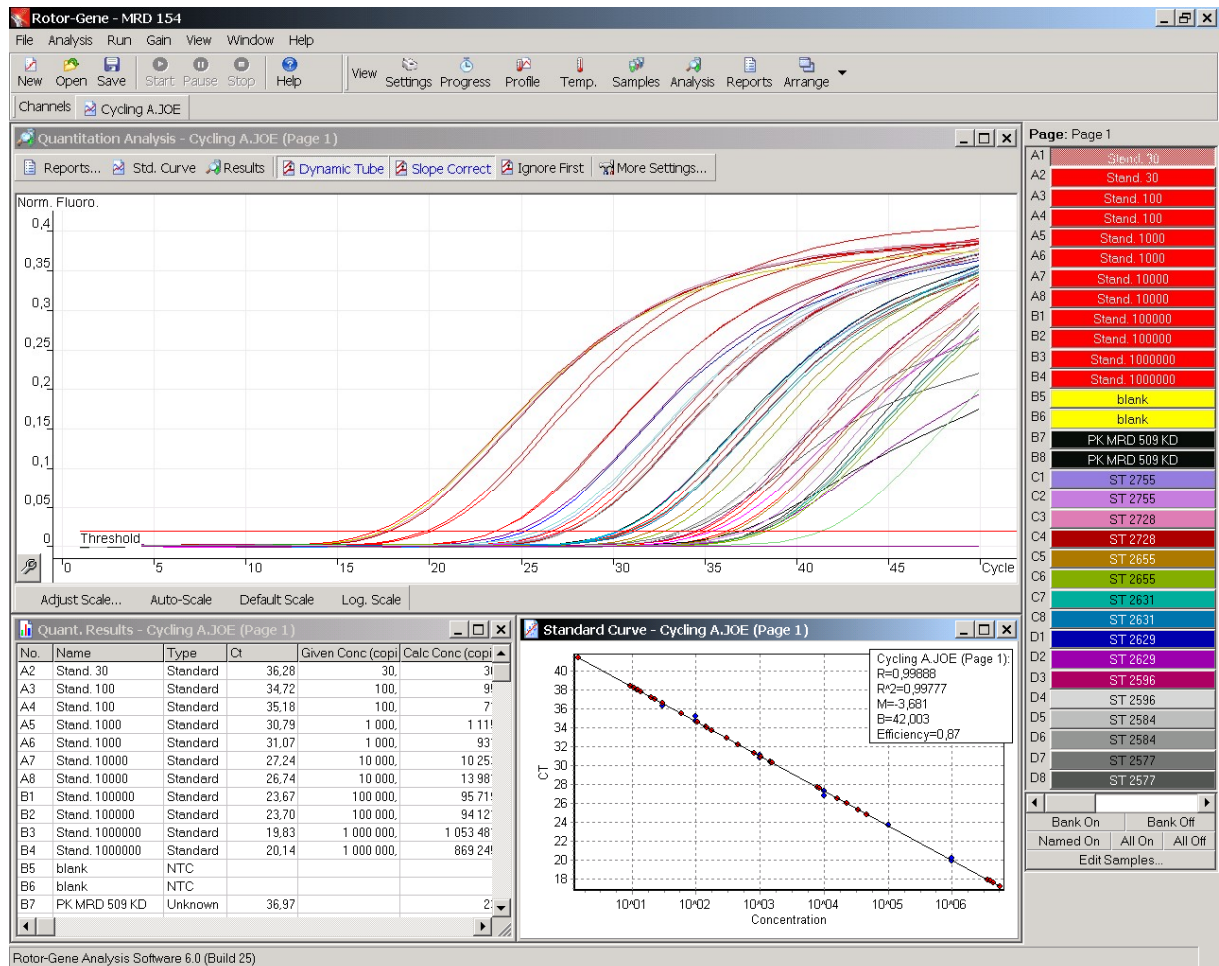 Rotor-Gene - MRD 154
File Analysis Run Gain View Window Help
New Open Save Start Pause Stop Help View Settings Progress Profile Temp. Samples Analysis Reports Arrange
Channels Cycling A.JOE
Quantitation Analysis - Cycling A.JOE (Page 1)
Reports... Std. Curve Results Dynamic Tube Slope Correct Ignore First More Settings...
Norm. Fluoro.
0,4
0,35
0,3
0,25
0,2
0,15
0,1
0,05
0
Threshold
0 5 10 15 20 25 30 35 40 45 Cycle
Adjust Scale... Auto-Scale Default Scale Log. Scale
Quant. Results - Cycling A.JOE (Page 1)
No. Name Type Ct Given Conc (copi Calc Conc (copi
A2 Stand. 30 Standard 36,28 30,
A3 Stand. 100 Standard 34,72 100,
A4 Stand. 100 Standard 35,18 100,
A5 Stand. 1000 Standard 30,79 1 000,
A6 Stand. 1000 Standard 31,07 1 000,
A7 Stand. 10000 Standard 27,24 10 000,
A8 Stand. 10000 Standard 26,74 10 000,
B1 Stand. 100000 Standard 23,67 100 000,
B2 Stand. 100000 Standard 23,70 100 000,
B3 Stand. 1000000 Standard 19,83 1 000 000,
B4 Stand. 1000000 Standard 20,14 1 000 000,
B5 blank NTC
B6 blank NTC
B7 PK MRD 509 KD Unknown 36,97
Standard Curve - Cycling A.JOE (Page 1)
Cycling A.JOE (Page 1):
R=0,99888
R^2=0,99777
M=-3,681
B=42,003
Efficiency=0,87
CT
40
38
36
34
32
30
28
26
24
22
20
18
10^01 10^02 10^03 10^04 10^05 10^06
Concentration
Page: Page 1
A1 Stand. 30
A2 Stand. 30
A3 Stand. 100
A4 Stand. 100
A5 Stand. 1000
A6 Stand. 1000
A7 Stand. 10000
A8 Stand. 10000
B1 Stand. 100000
B2 Stand. 100000
B3 Stand. 1000000
B4 Stand. 1000000
B5 blank
B6 blank
B7 PK MRD 509 KD
B8 PK MRD 509 KD
C1 ST 2755
C2 ST 2755
C3 ST 2728
C4 ST 2728
C5 ST 2655
C6 ST 2655
C7 ST 2631
C8 ST 2631
D1 ST 2629
D2 ST 2629
D3 ST 2596
D4 ST 2596
D5 ST 2584
D6 ST 2584
D7 ST 2577
D8 ST 2577
Bank On Bank Off
Named On All On All Off
Edit Samples...
Rotor-Gene Analysis Software 6.0 (Build 25)